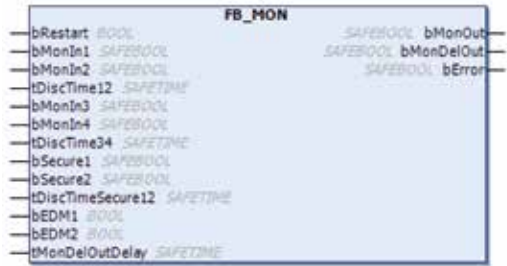 FB_MON
bRestart BOOL SAFEBOOL bMonOut
bMonIn1 SAFEBOOL SAFEBOOL bMonDelOut
bMonIn2 SAFEBOOL SAFEBOOL bError
tDiscTime12 SAFETIME
bMonIn3 SAFEBOOL
bMonIn4 SAFEBOOL
tDiscTime34 SAFETIME
bSecure1 SAFEBOOL
bSecure2 SAFEBOOL
tDiscTimeSecure12 SAFETIME
bEDM1 BOOL
bEDM2 BOOL
tMonDelOutDelay SAFETIME